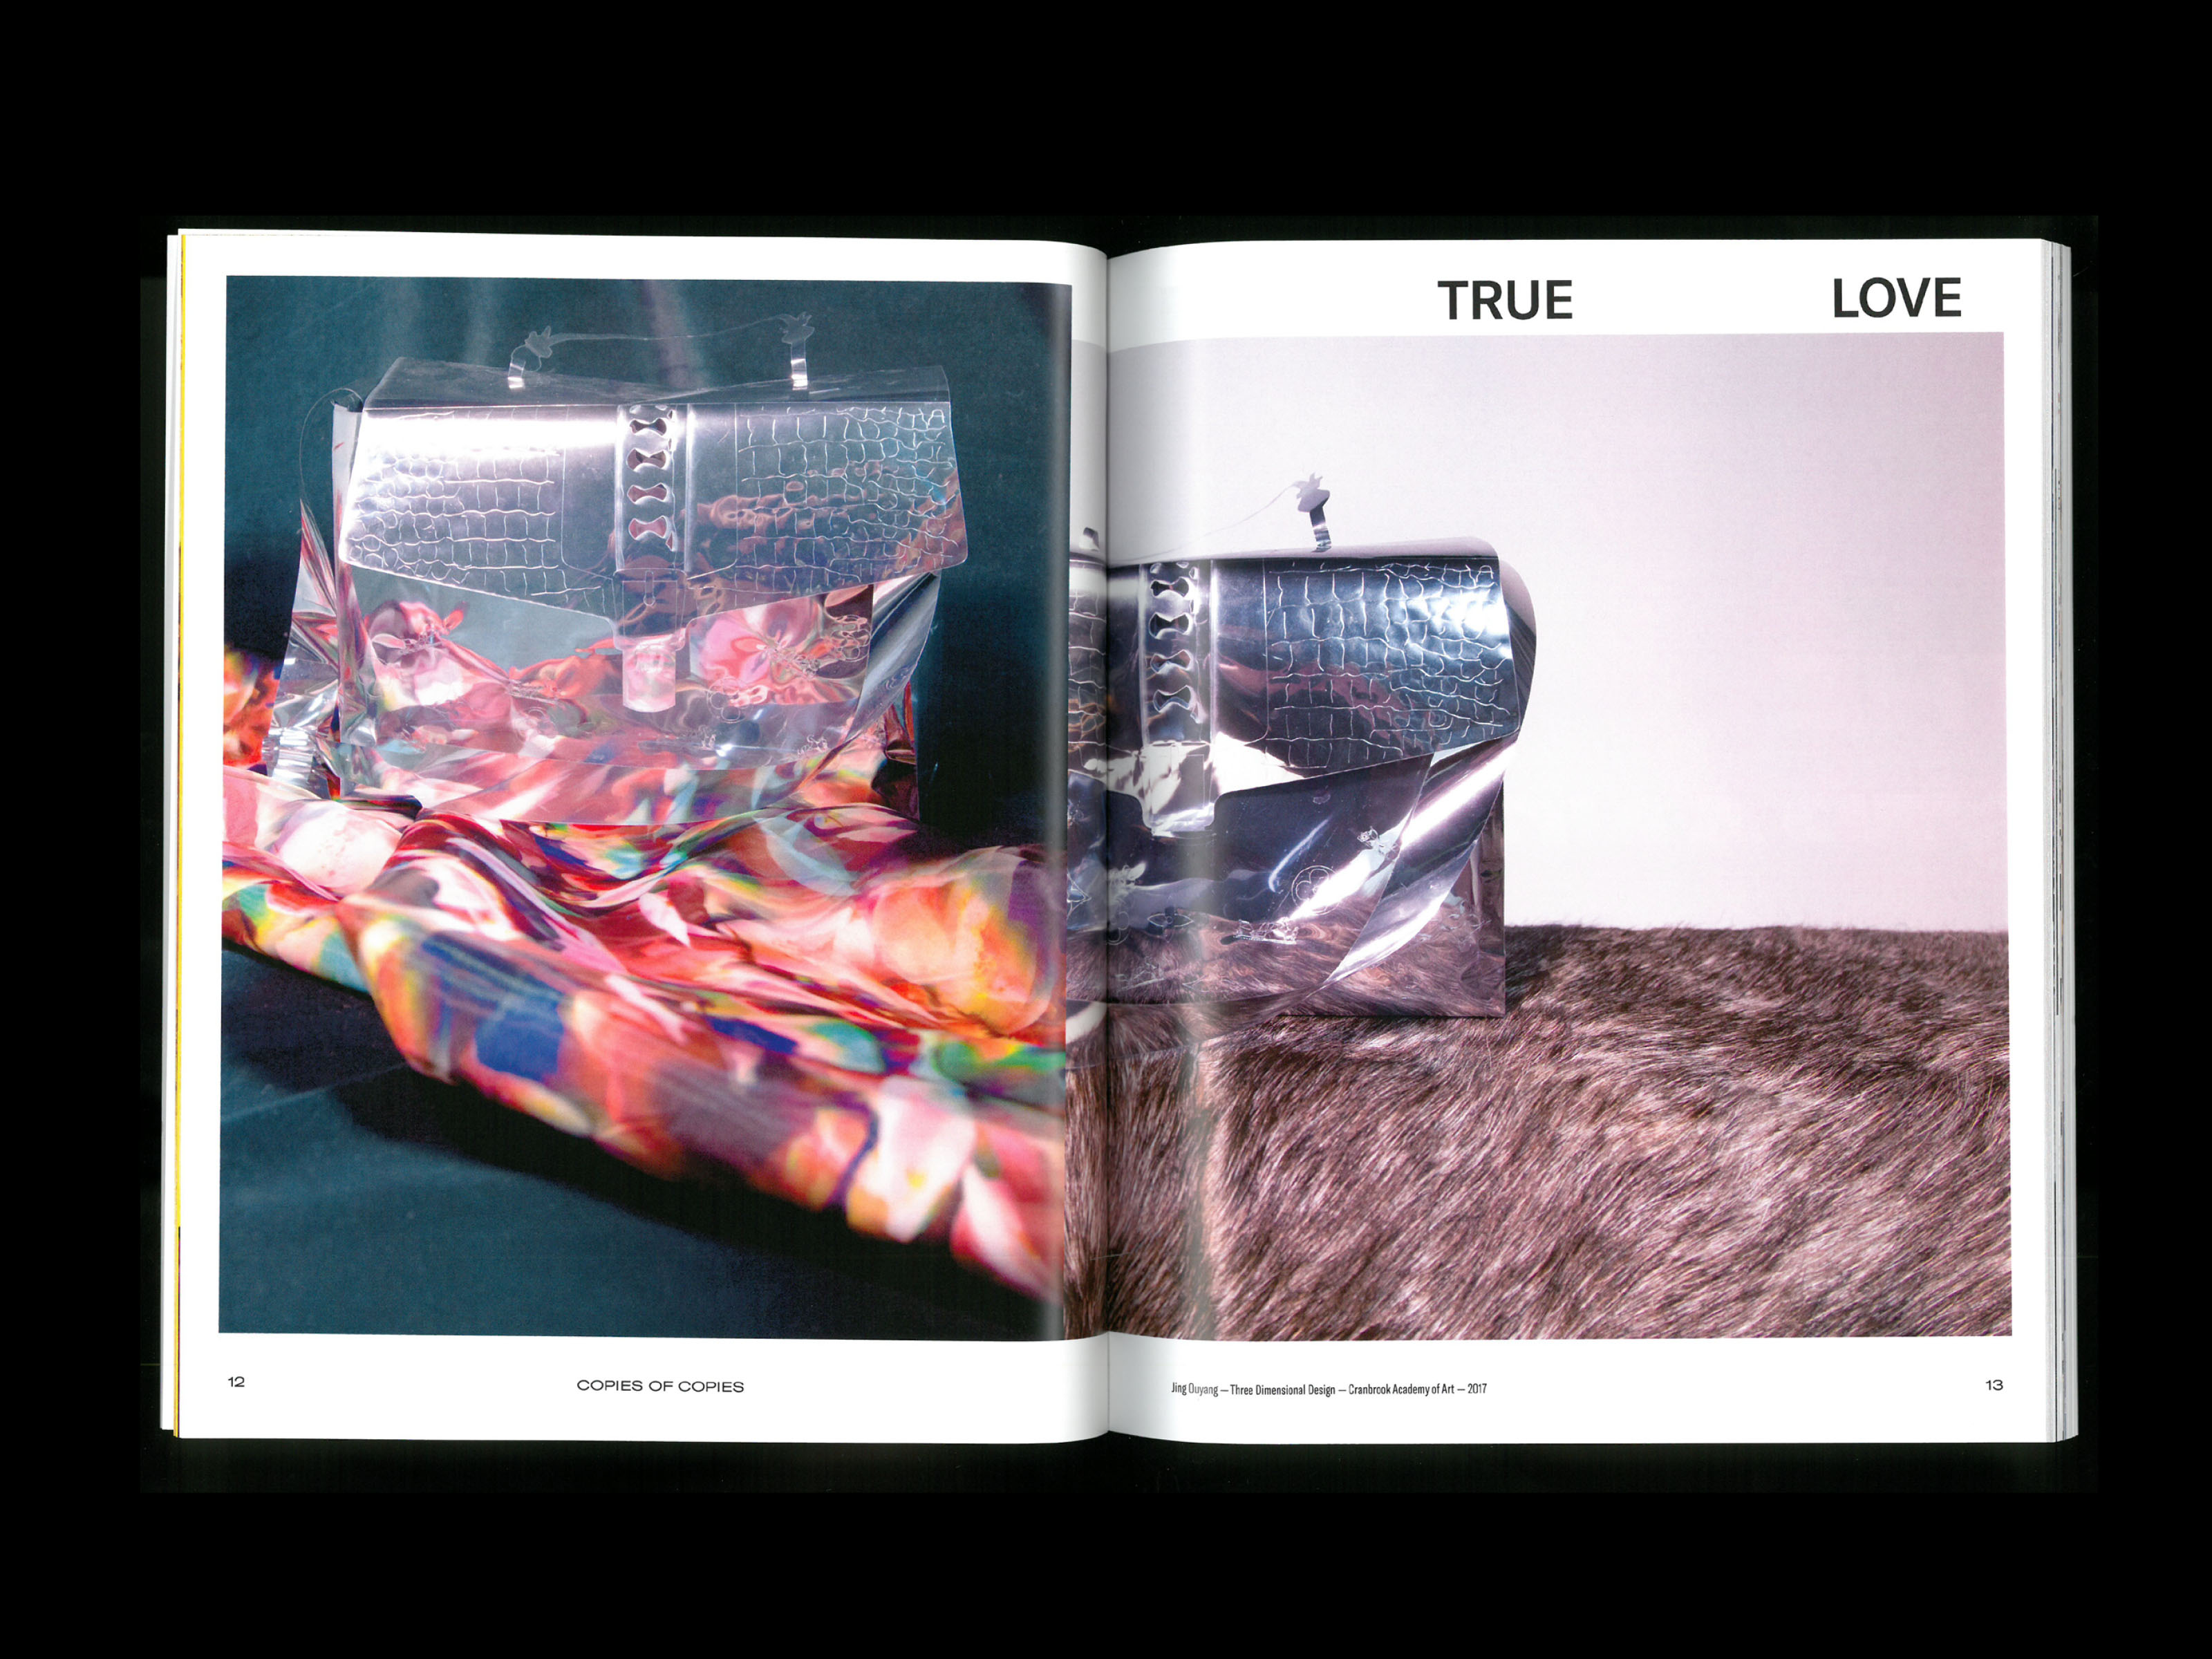 TRUE LOVE
12
COPIES OF COPIES
Jing Ouyang — Three Dimensional Design — Cranbrook Academy of Art — 2017
13